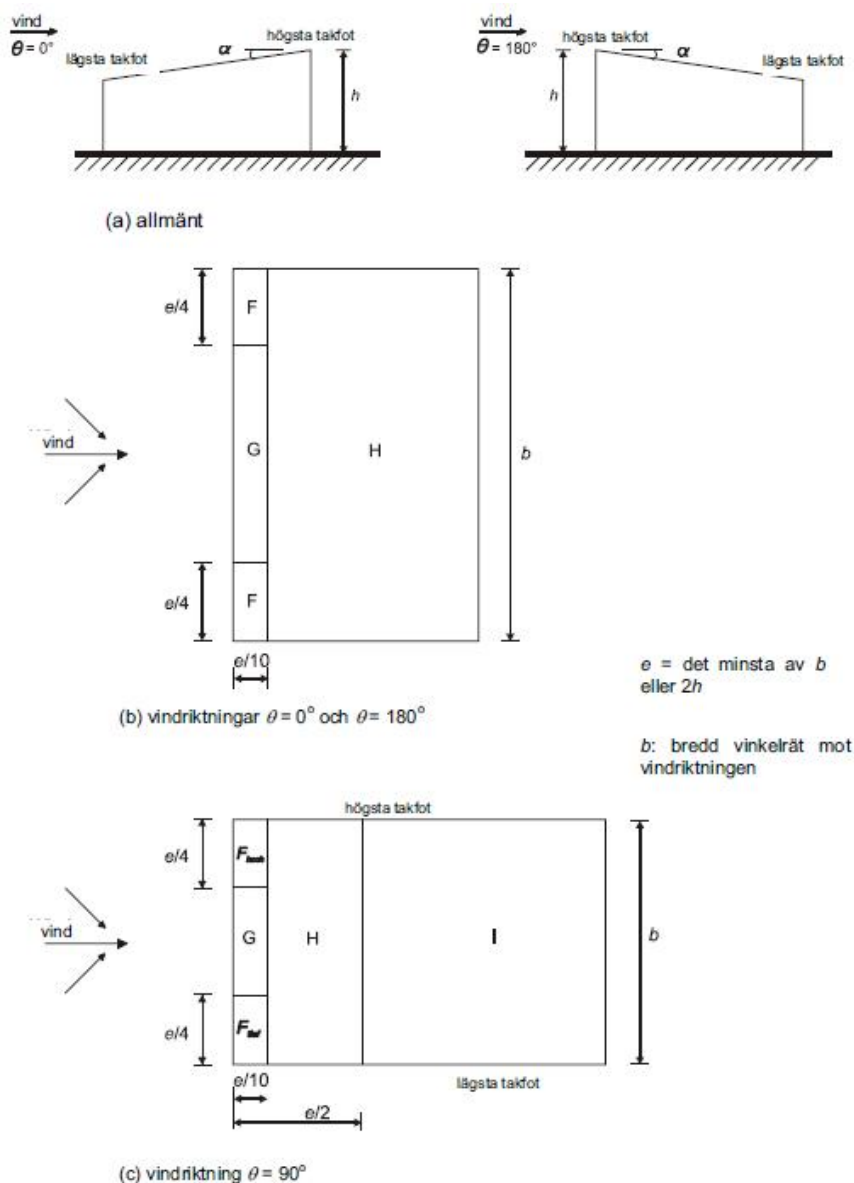 vind
θ = 0°
lägsta takfot
α
högsta takfot
h
vind
θ = 180°
högsta takfot
α
lägsta takfot
h
(a) allmänt
e/4
F
G
H
b
vind
e/4
F
e/10
e = det minsta av b
eller 2h
(b) vindriktningar θ = 0° och θ = 180°
b: bredd vinkelrät mot
vindriktningen
högsta takfot
e/4
F
vind
G
H
I
b
e/4
F
e/10
lägsta takfot
e/2
(c) vindriktning θ = 90°